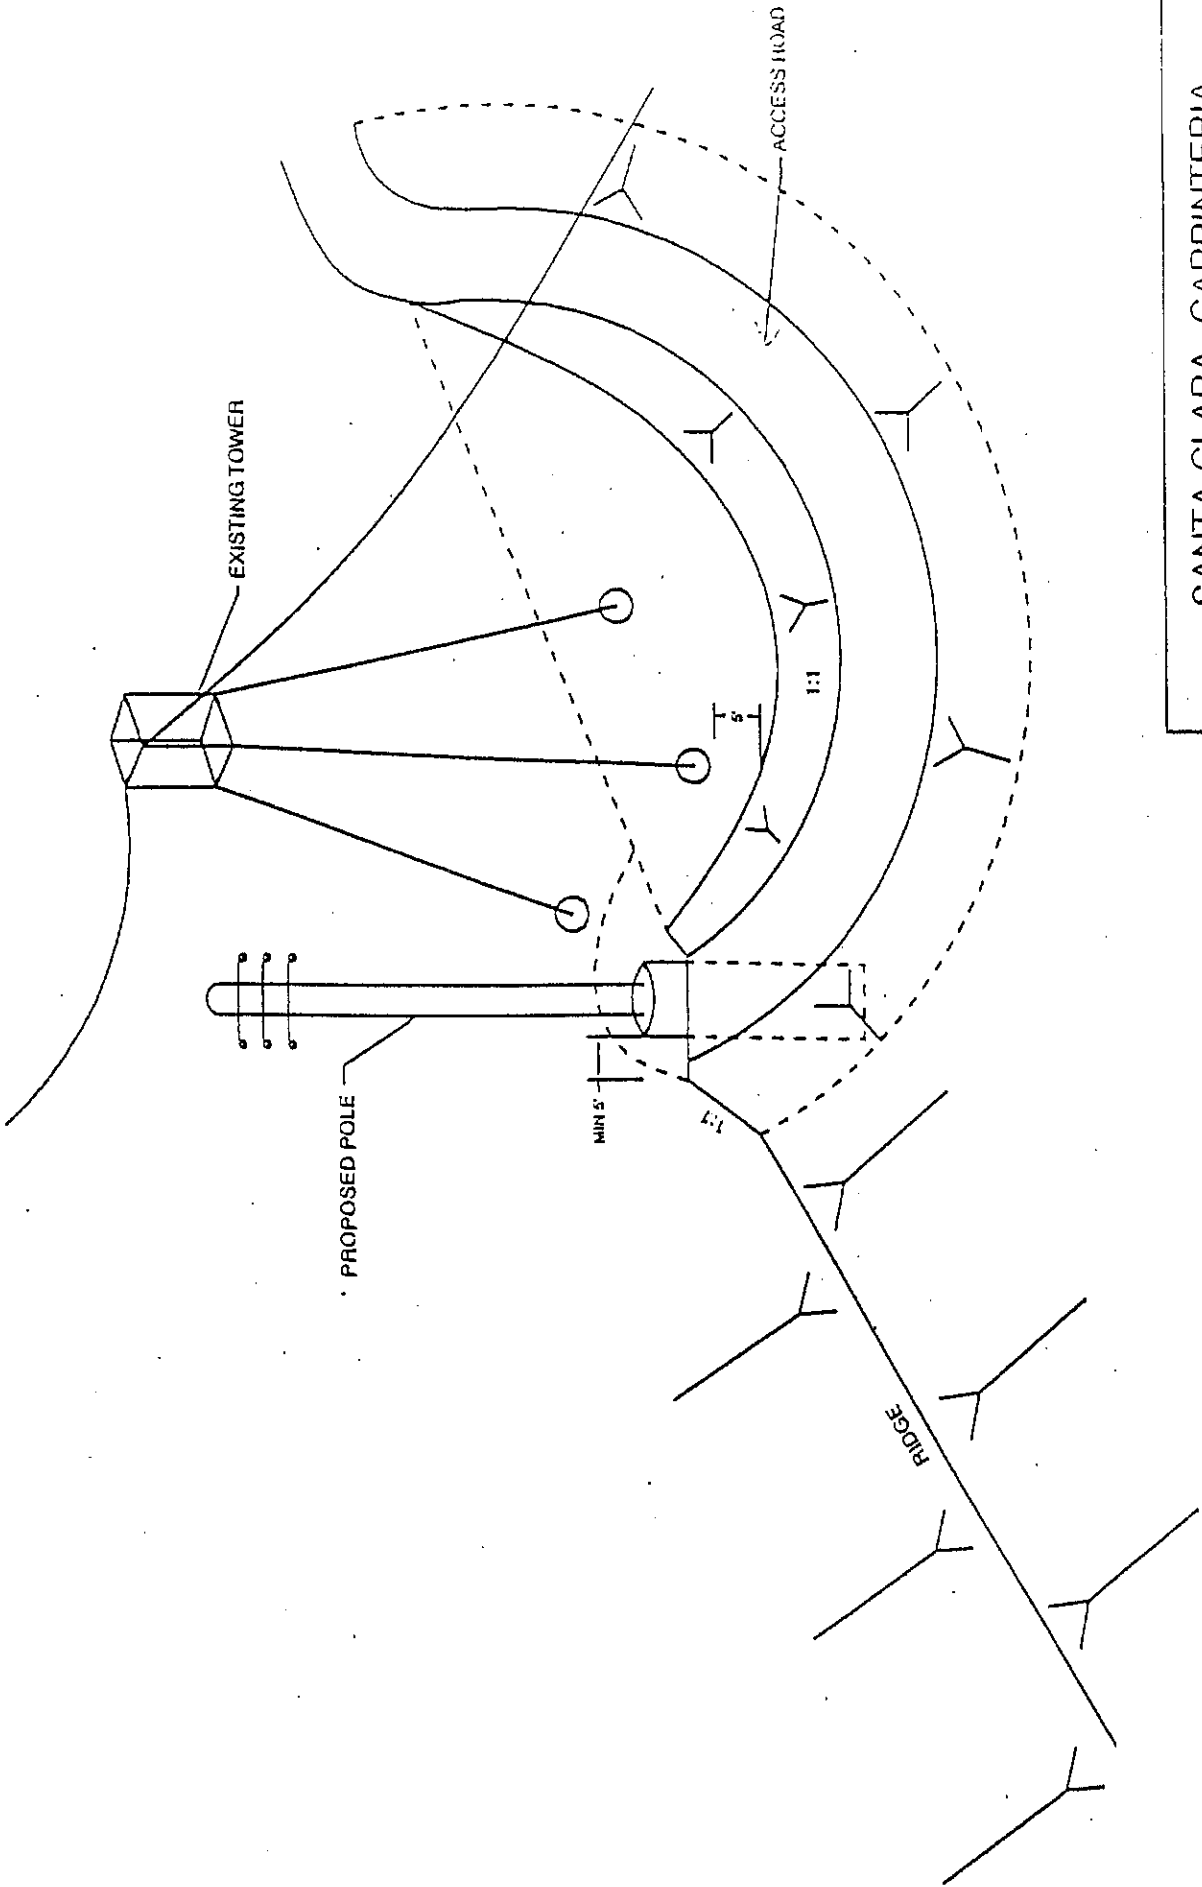 ACCESS ROAD
EXISTING TOWER
5'
1:1
PROPOSED POLE
MIN 5'
1:1
RIDGE
SANTA CLARA CARPINTERIA